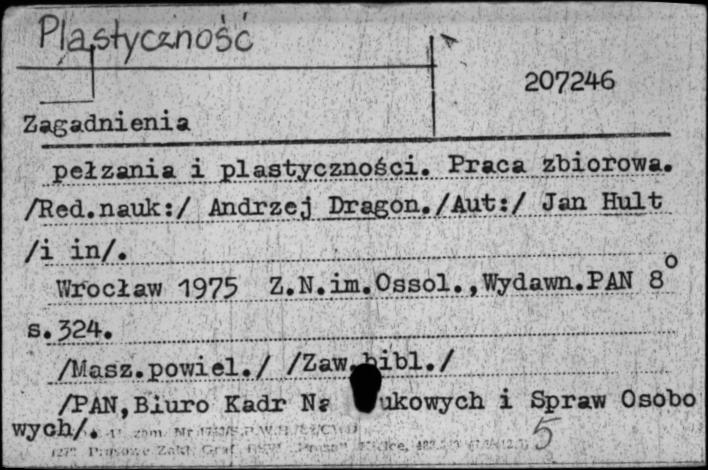 Plastyczność
207246
Zagadnienia
pełzania i plastyczności. Praca zbiorowa.
/Red.nauk:/ Andrzej Dragon./Aut:/ Jan Hult
/i in/.
Wrocław 1975 Z.N.im.Ossol.,Wydawn.PAN 8°
s.324.
/Masz.powiel./ /Zaw.bibl./
/PAN,Biuro Kadr Na ukowych i Spraw Osobo
wych/.
5